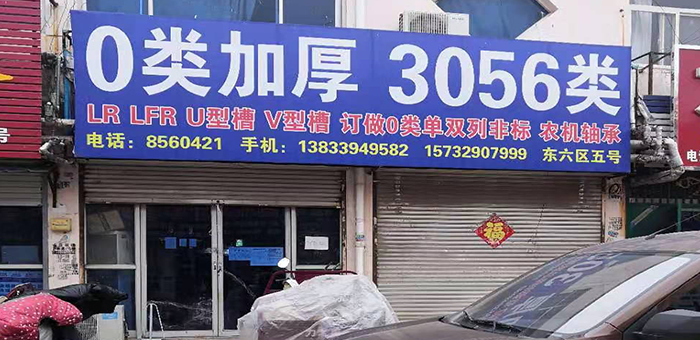 0类加厚 3056类
LR LFR U型槽 V型槽 订做0类单双列非标 农机轴承
电话：8560421 手机：13833949582 15732907999 东六区五号
福
号
电